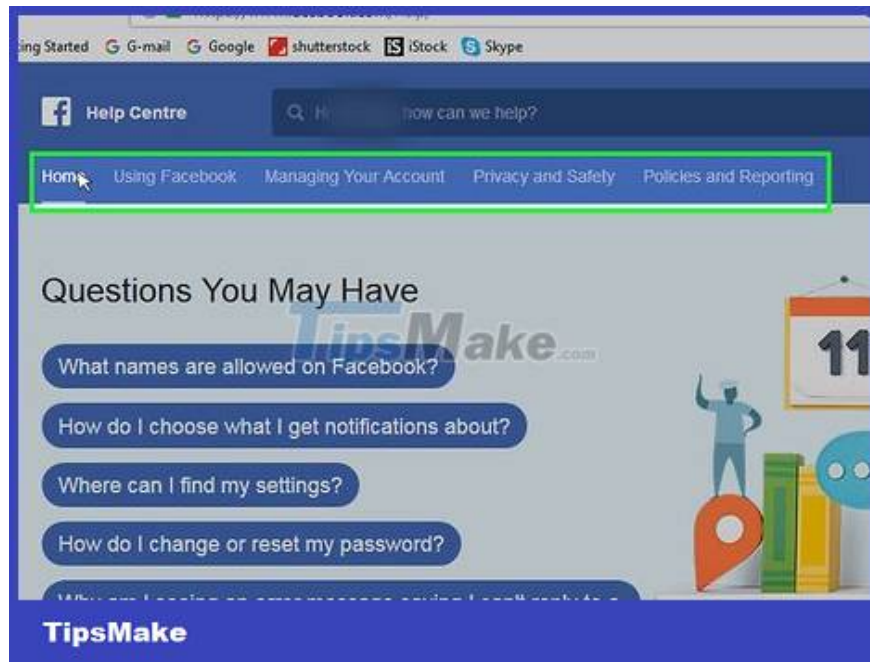 ing Started G-mail Google shutterstock iS iStock Skype
f Help Centre
H how can we help?
Home Using Facebook Managing Your Account Privacy and Safety Policies and Reporting
Questions You May Have
TipsMake.com
What names are allowed on Facebook?
11
How do I choose what I get notifications about?
Where can I find my settings?
How do I change or reset my password?
TipsMake